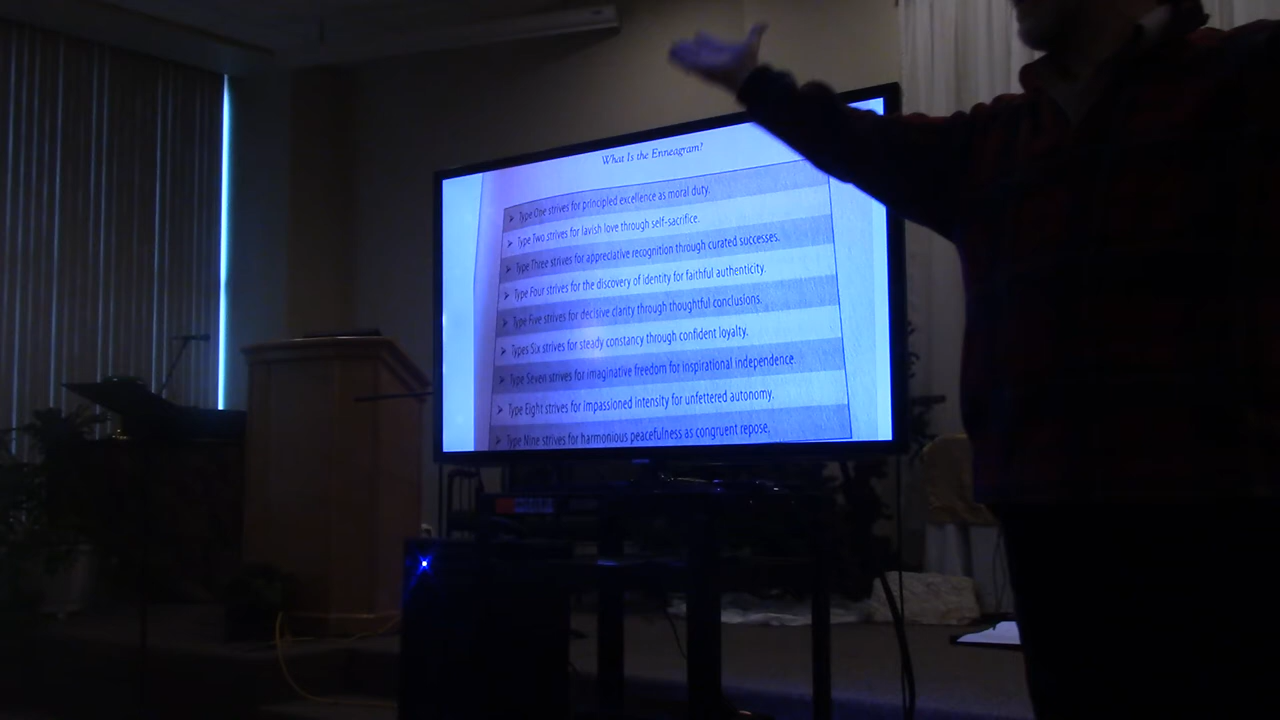 What Is the Enneagram?
➤ Type One strives for principled excellence as moral duty.
➤ Type Two strives for lavish love through self-sacrifice.
➤ Type Three strives for appreciative recognition through curated successes.
➤ Type Four strives for the discovery of identity for faithful authenticity.
➤ Type Five strives for decisive clarity through thoughtful conclusions.
➤ Types Six strives for steady constancy through confident loyalty.
➤ Type Seven strives for imaginative freedom for inspirational independence.
➤ Type Eight strives for impassioned intensity for unfettered autonomy.
➤ Type Nine strives for harmonious peacefulness as congruent repose.